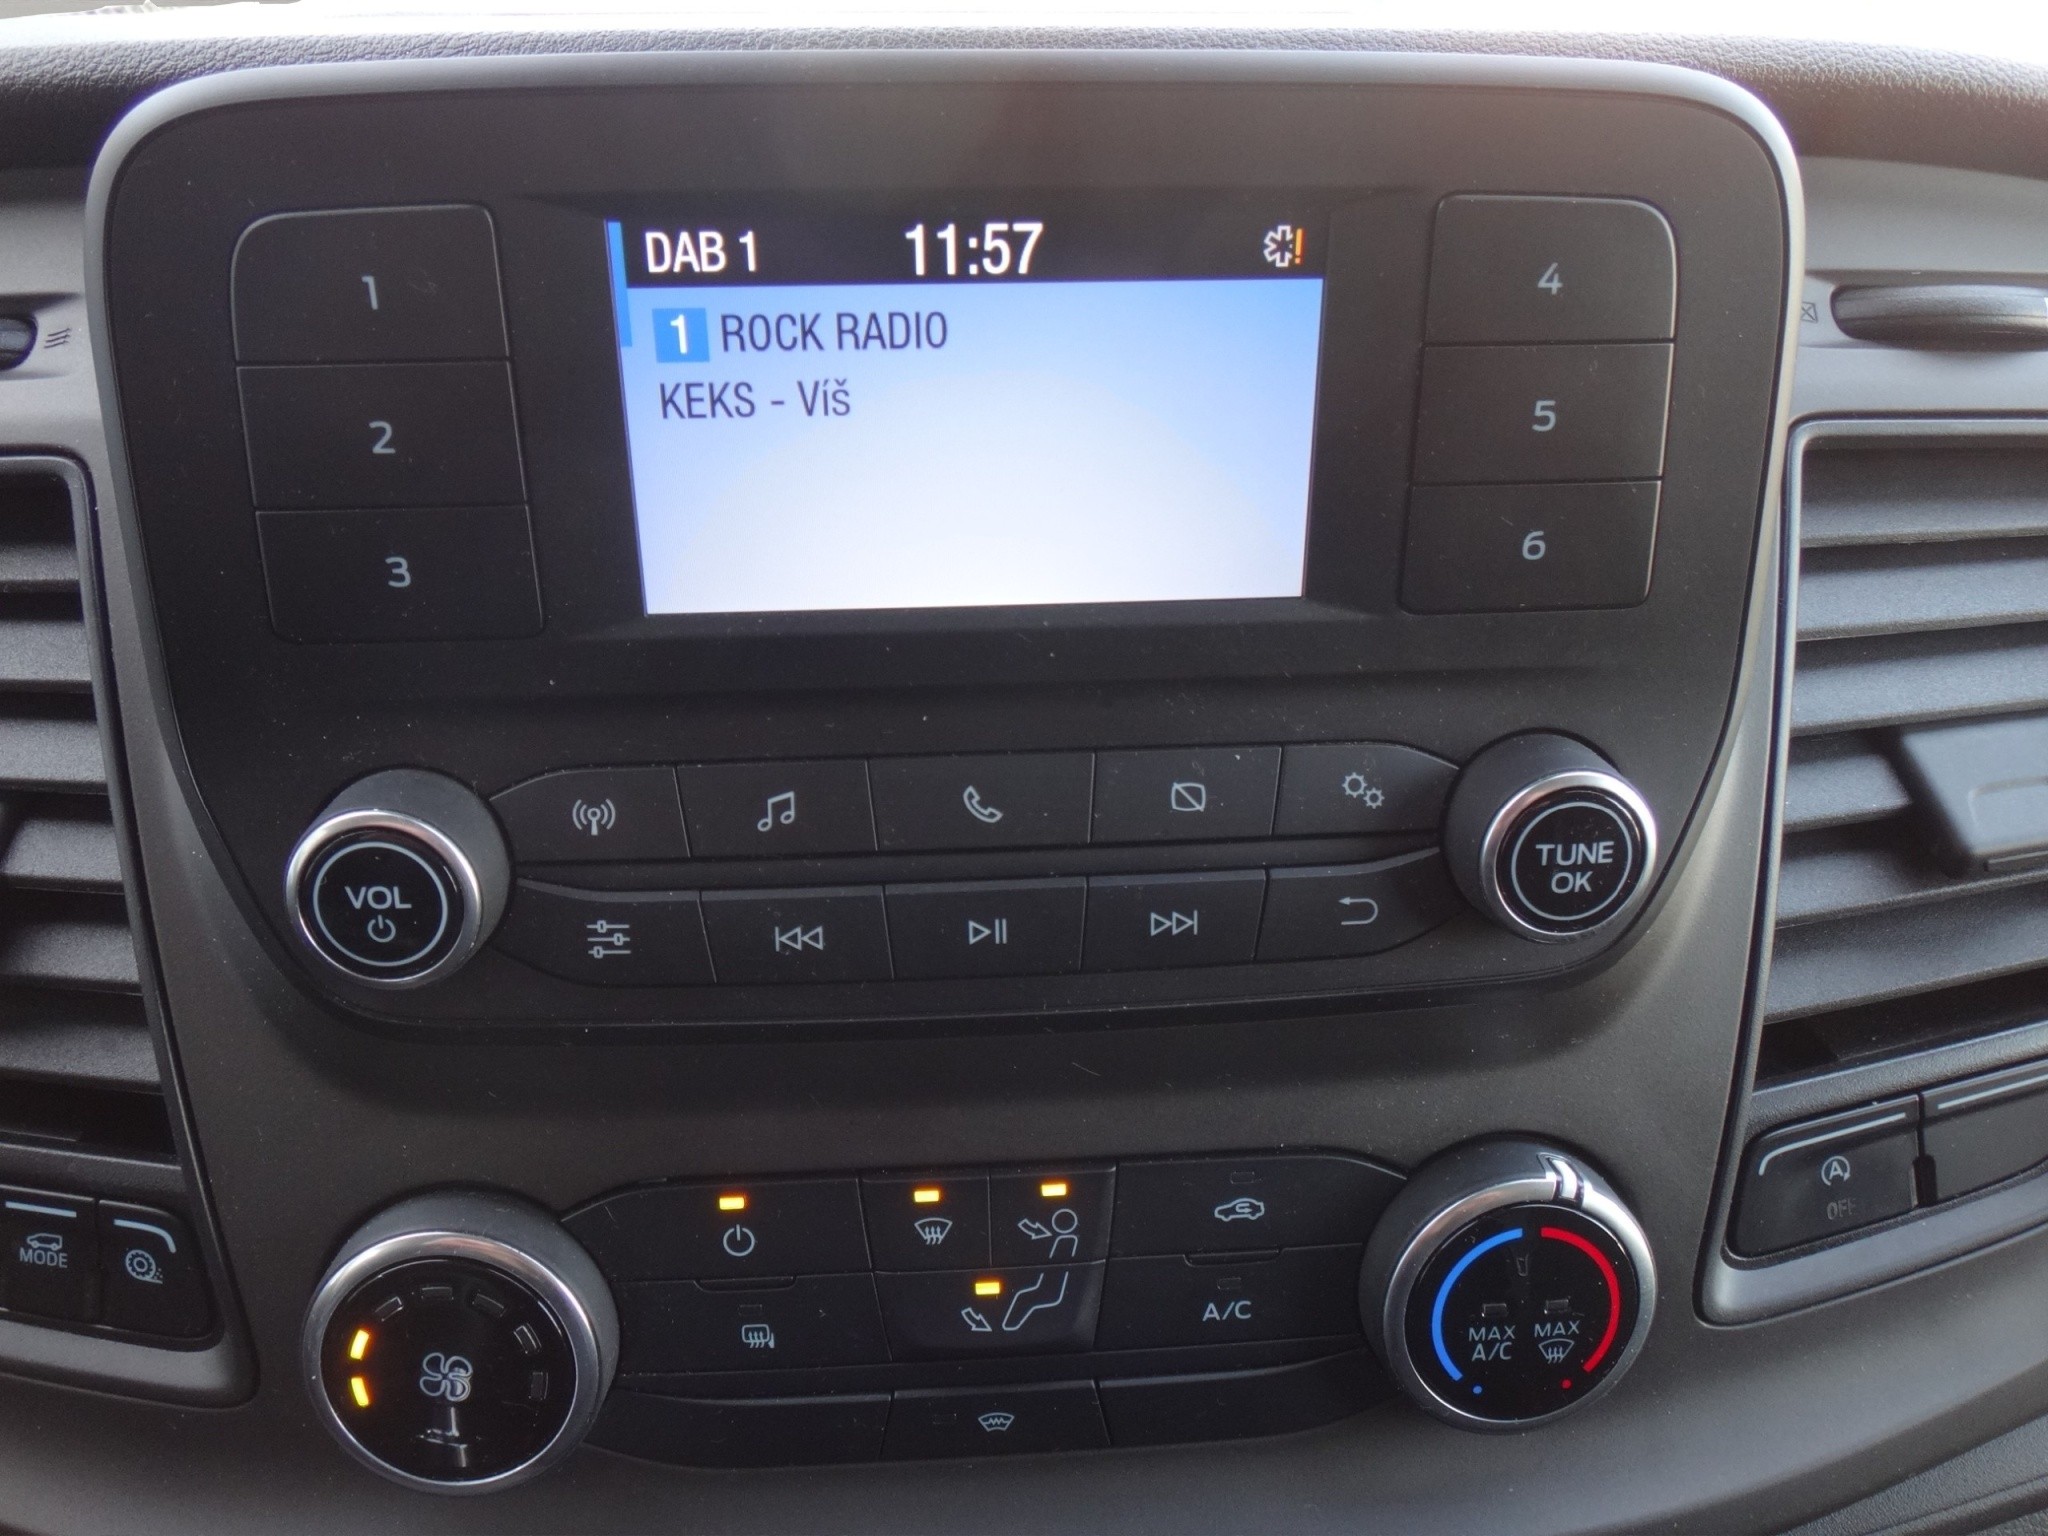 DAB 1 11:57
1 ROCK RADIO
KEKS - Víš
1
2
3
4
5
6
VOL
TUNE
OK
MODE
A/C
MAX
A/C
MAX
A
OFF